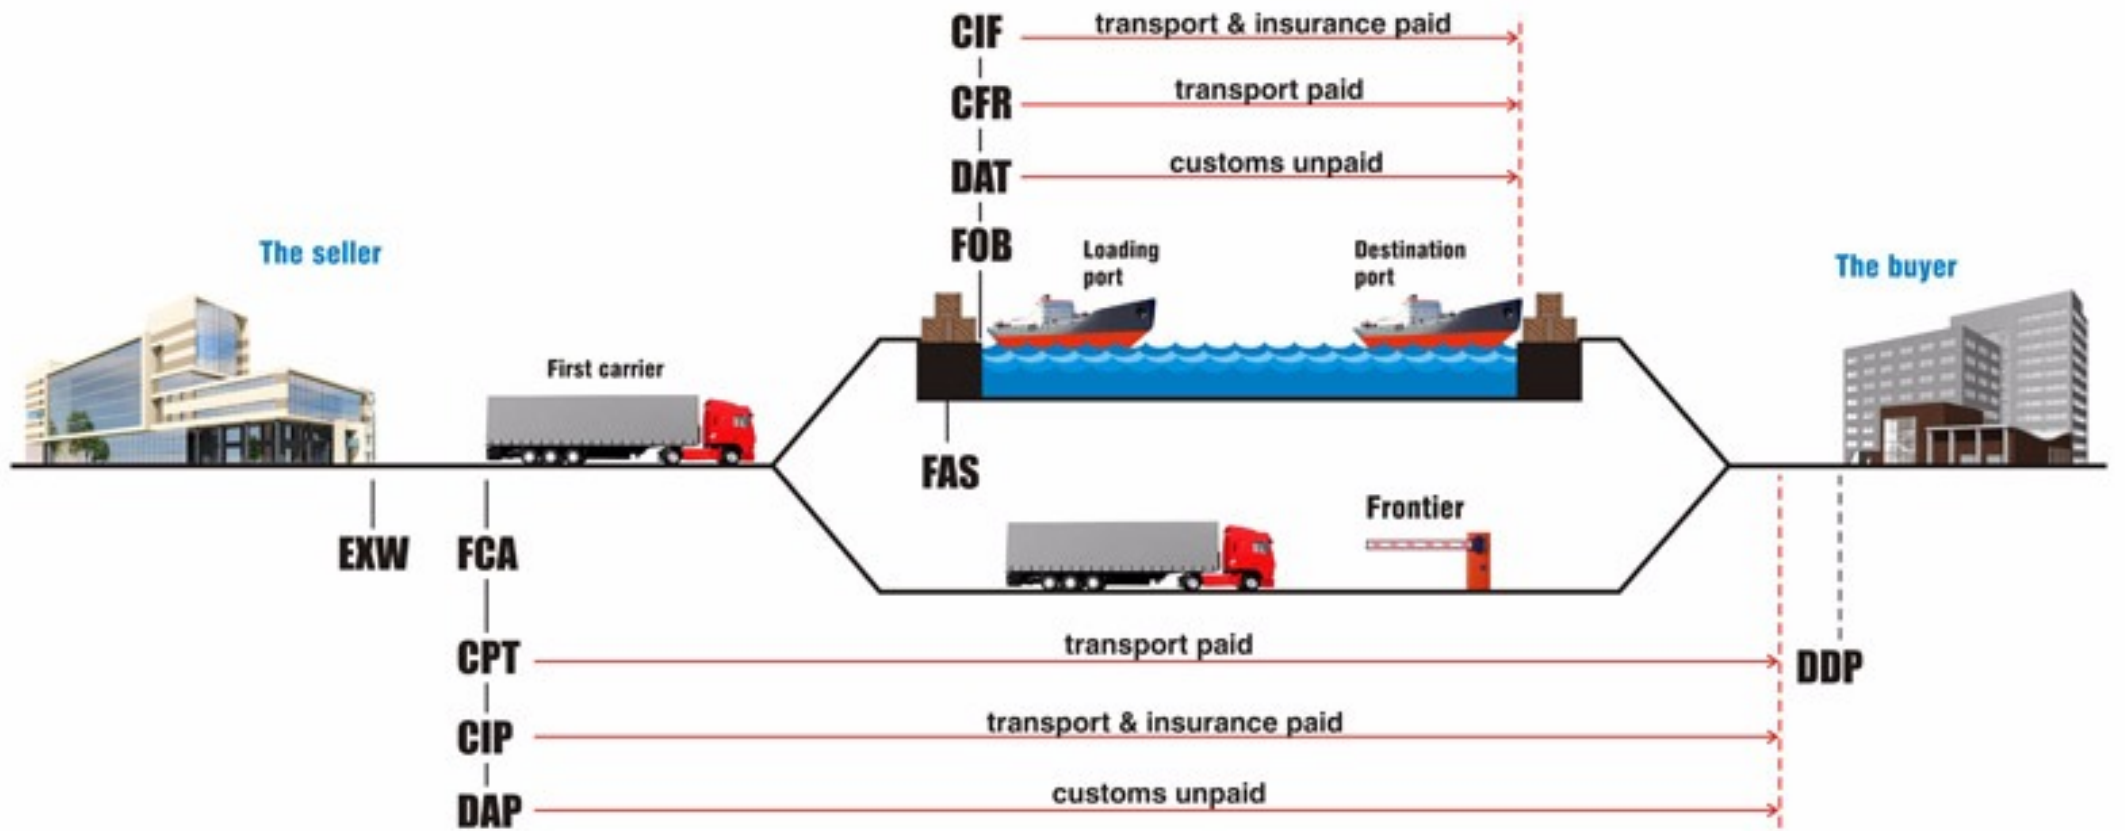 CIF
transport & insurance paid
CFR
transport paid
DAT
customs unpaid
FOB
Loading
port
Destination
port
The seller
The buyer
First carrier
FAS
Frontier
EXW
FCA
CPT
transport paid
DDP
CIP
transport & insurance paid
DAP
customs unpaid